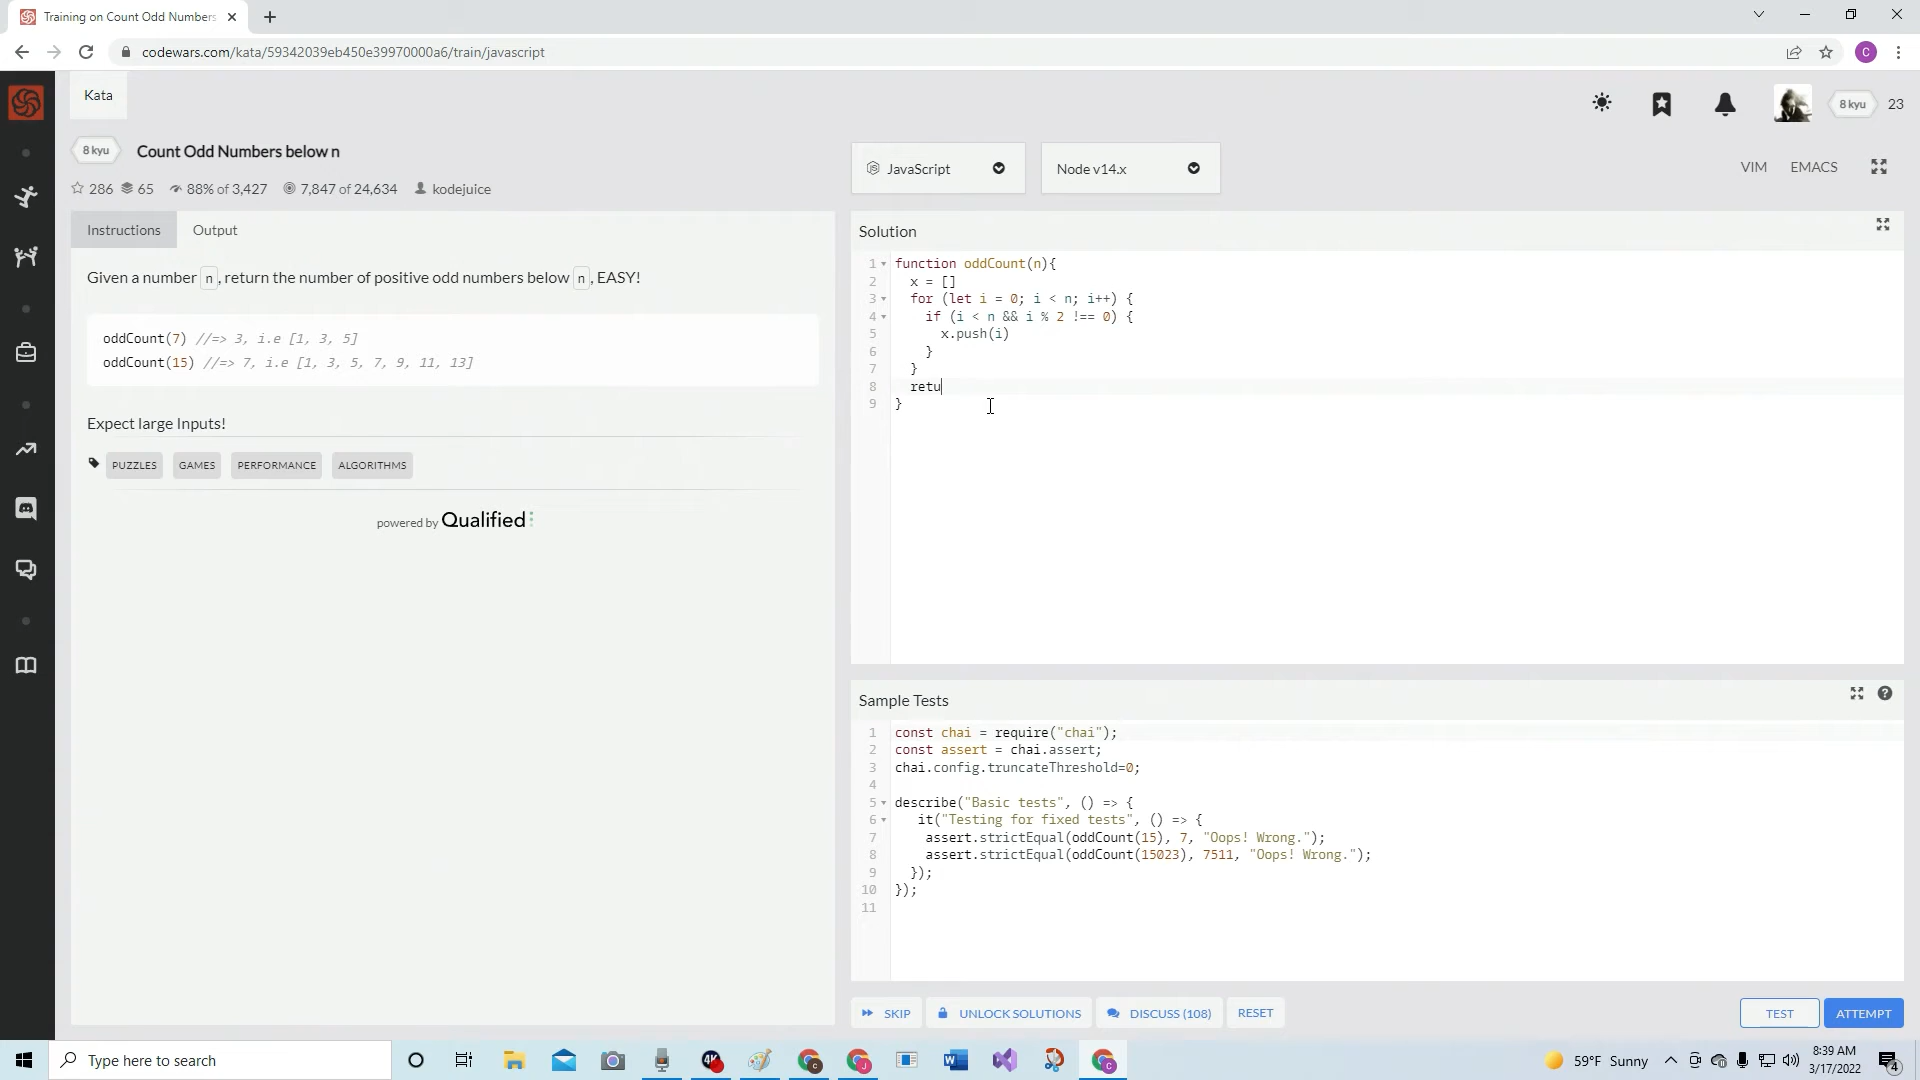 Training on Count Odd Numbers
codewars.com/kata/59342039eb450e39970000a6/train/javascript
C
Kata
8 kyu 23
8 kyu Count Odd Numbers below n
286 65 88% of 3,427 7,847 of 24,634 kodejuice
JavaScript
Node v14.x
VIM EMACS
Instructions Output
Given a number n, return the number of positive odd numbers below n, EASY!
oddCount(7) //=> 3, i.e [1, 3, 5]
oddCount(15) //=> 7, i.e [1, 3, 5, 7, 9, 11, 13]
Expect large Inputs!
PUZZLES GAMES PERFORMANCE ALGORITHMS
powered by Qualified
Solution
1 function oddCount(n){
2 x = []
3 for (let i = 0; i < n; i++) {
4 if (i < n && i % 2 !== 0) {
5 x.push(i)
6 }
7 }
8 retu
9 }
Sample Tests
1 const chai = require("chai");
2 const assert = chai.assert;
3 chai.config.truncateThreshold=0;
4
5 describe("Basic tests", () => {
6 it("Testing for fixed tests", () => {
7 assert.strictEqual(oddCount(15), 7, "Oops! Wrong.");
8 assert.strictEqual(oddCount(15023), 7511, "Oops! Wrong.");
9 });
10 });
11
SKIP UNLOCK SOLUTIONS DISCUSS (108) RESET
TEST ATTEMPT
Type here to search
59°F Sunny
8:39 AM
3/17/2022
4